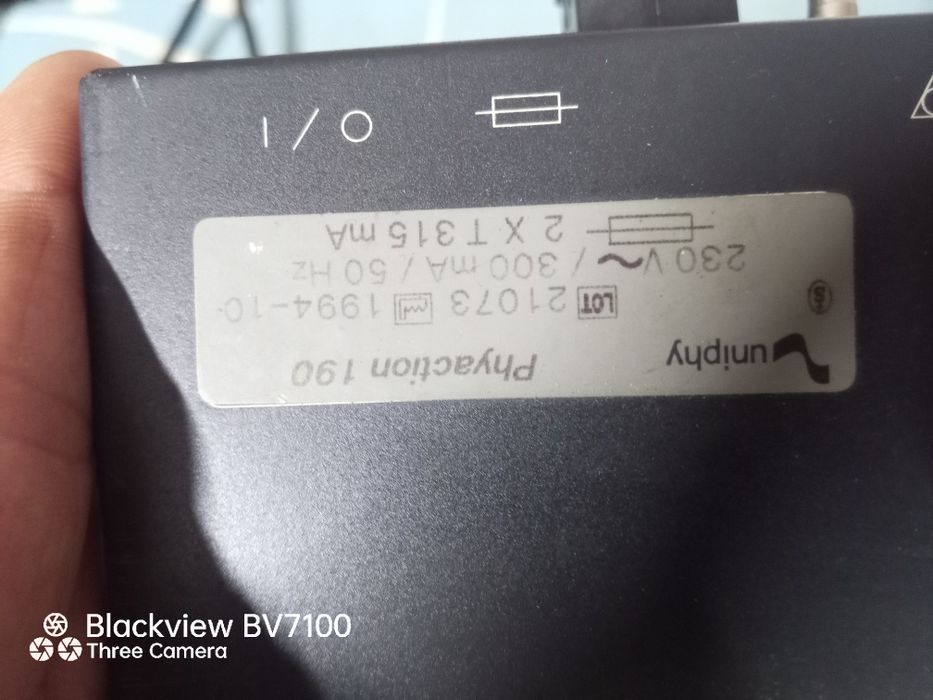 I / O
uniphy Phyaction 190
LOT 21073 1994-10
230 V ~ / 300 mA / 50 Hz
2 X T 315 mA
Blackview BV7100
Three Camera